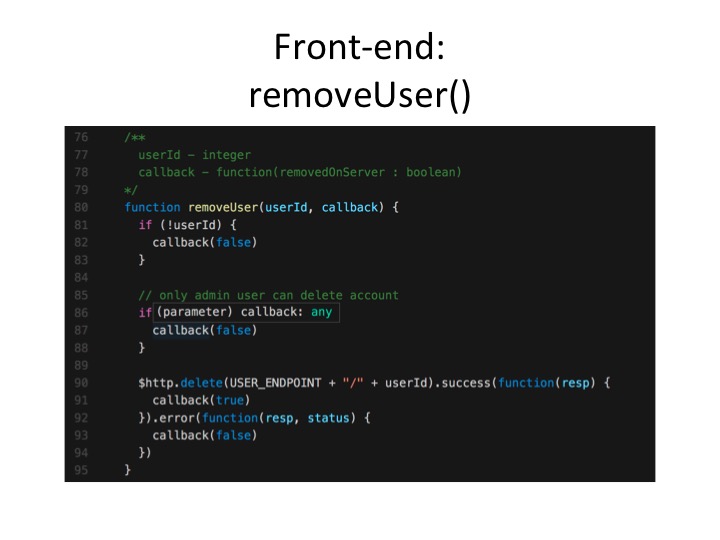 Front-end:
removeUser()
76 /**
77 userId – integer
78 callback – function(removedOnServer : boolean)
79 */
80 function removeUser(userId, callback) {
81 if (!userId) {
82 callback(false)
83 }
84
85 // only admin user can delete account
86 if (parameter) callback: any
87 callback(false)
88 }
89
90 $http.delete(USER_ENDPOINT + "/" + userId).success(function(resp) {
91 callback(true)
92 }).error(function(resp, status) {
93 callback(false)
94 })
95 }